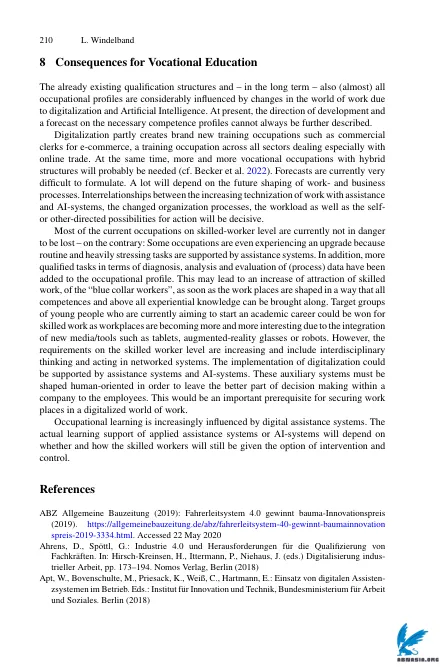 210 L. Windelband
8 Consequences for Vocational Education
The already existing qualification structures and – in the long term – also (almost) all
occupational profiles are considerably influenced by changes in the world of work due
to digitalization and Artificial Intelligence. At present, the direction of development and
a forecast on the necessary competence profiles cannot always be further described.
Digitalization partly creates brand new training occupations such as commercial
clerks for e-commerce, a training occupation across all sectors dealing especially with
online trade. At the same time, more and more vocational occupations with hybrid
structures will probably be needed (cf. Becker et al. 2022). Forecasts are currently very
difficult to formulate. A lot will depend on the future shaping of work- and business
processes. Interrelationships between the increasing technization of work with assistance
and AI-systems, the changed organization processes, the workload as well as the self-
or other-directed possibilities for action will be decisive.
Most of the current occupations on skilled-worker level are currently not in danger
to be lost – on the contrary: Some occupations are even experiencing an upgrade because
routine and heavily stressing tasks are supported by assistance systems. In addition, more
qualified tasks in terms of diagnosis, analysis and evaluation of (process) data have been
added to the occupational profile. This may lead to an increase of attraction of skilled
work, of the “blue collar workers”, as soon as the work places are shaped in a way that all
competences and above all experiential knowledge can be brought along. Target groups
of young people who are currently aiming to start an academic career could be won for
skilled work as workplaces are becoming more and more interesting due to the integration
of new media/tools such as tablets, augmented-reality glasses or robots. However, the
requirements on the skilled worker level are increasing and include interdisciplinary
thinking and acting in networked systems. The implementation of digitalization could
be supported by assistance systems and AI-systems. These auxiliary systems must be
shaped human-oriented in order to leave the better part of decision making within a
company to the employees. This would be an important prerequisite for securing work
places in a digitalized world of work.
Occupational learning is increasingly influenced by digital assistance systems. The
actual learning support of applied assistance systems or AI-systems will depend on
whether and how the skilled workers will still be given the option of intervention and
control.
References
ABZ Allgemeine Bauzeitung (2019): Fahrerleitsystem 4.0 gewinnt bauma-Innovationspreis
(2019). https://allgemeinebauzeitung.de/abz/fahrerleitsystem-40-gewinnt-baumainnovation
spreis-2019-3334.html. Accessed 22 May 2020
Ahrens, D., Spöttl, G.: Industrie 4.0 und Herausforderungen für die Qualifizierung von
Fachkräften. In: Hirsch-Kreinsen, H., Ittermann, P., Niehaus, J. (eds.) Digitalisierung indus-
trieller Arbeit, pp. 173–194. Nomos Verlag, Berlin (2018)
Apt, W., Bovenschulte, M., Priesack, K., Weiß, C., Hartmann, E.: Einsatz von digitalen Assisten-
zsystemen im Betrieb. Eds.: Institut für Innovation und Technik, Bundesministerium für Arbeit
und Soziales. Berlin (2018)